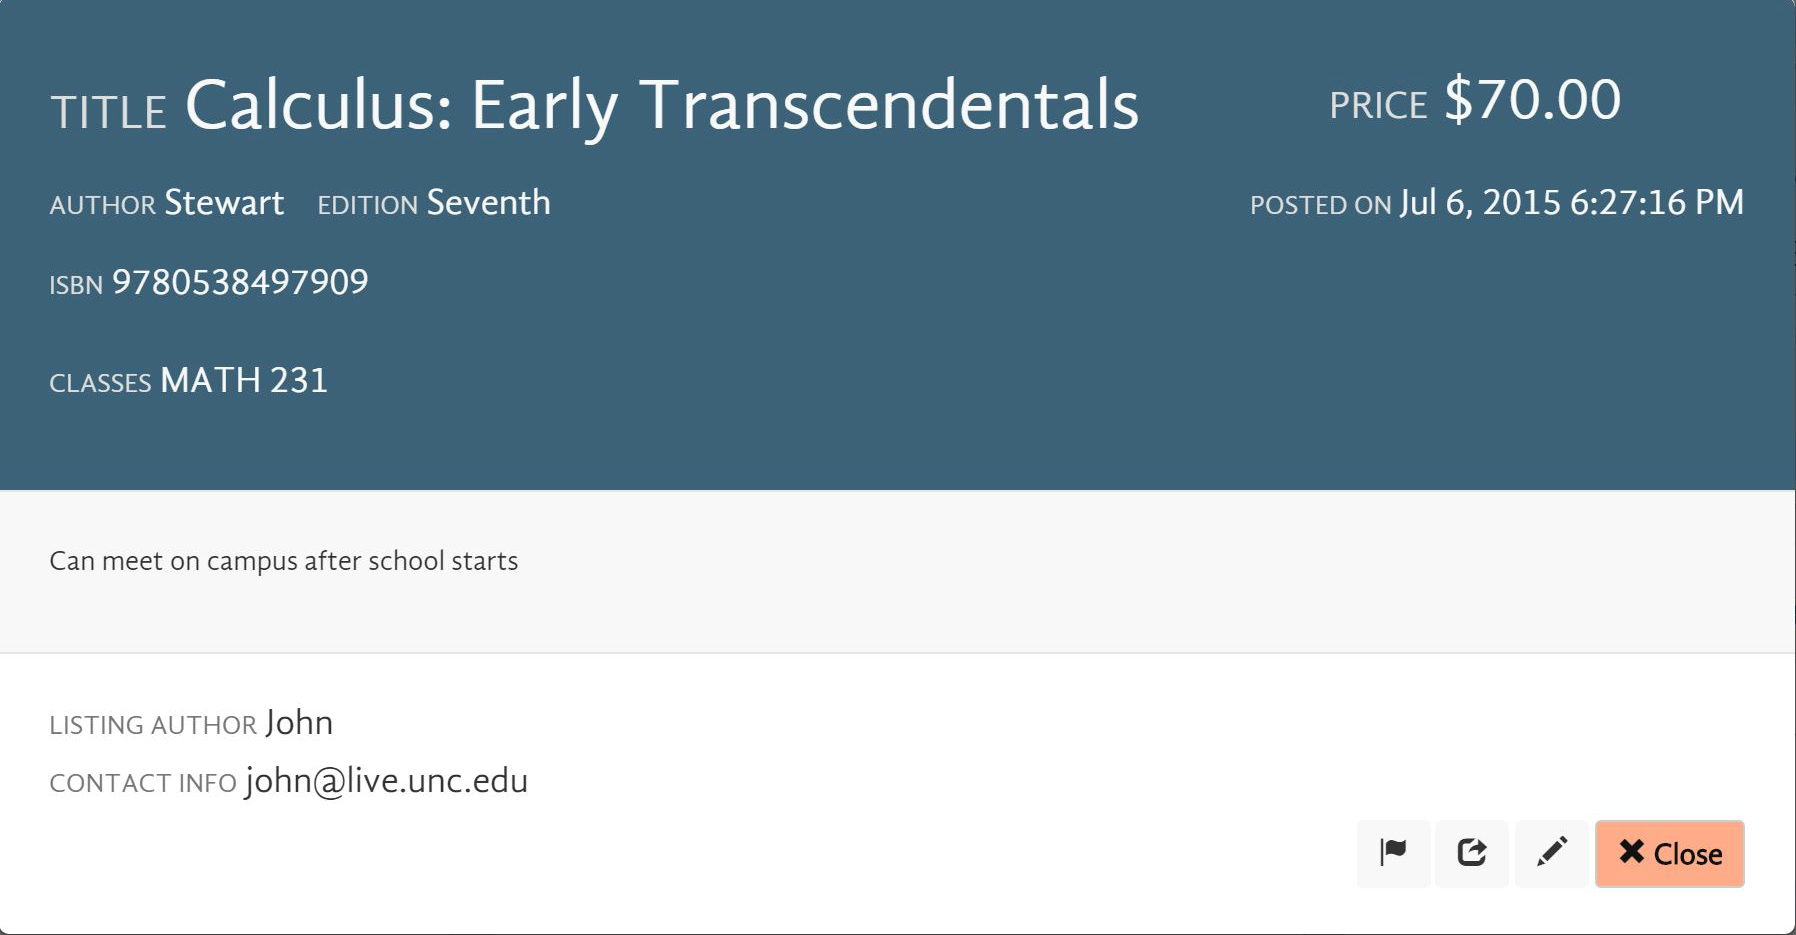 TITLE Calculus: Early Transcendentals
PRICE $70.00
AUTHOR Stewart EDITION Seventh
POSTED ON Jul 6, 2015 6:27:16 PM
ISBN 9780538497909
CLASSES MATH 231
Can meet on campus after school starts
LISTING AUTHOR John
CONTACT INFO john@live.unc.edu
Close